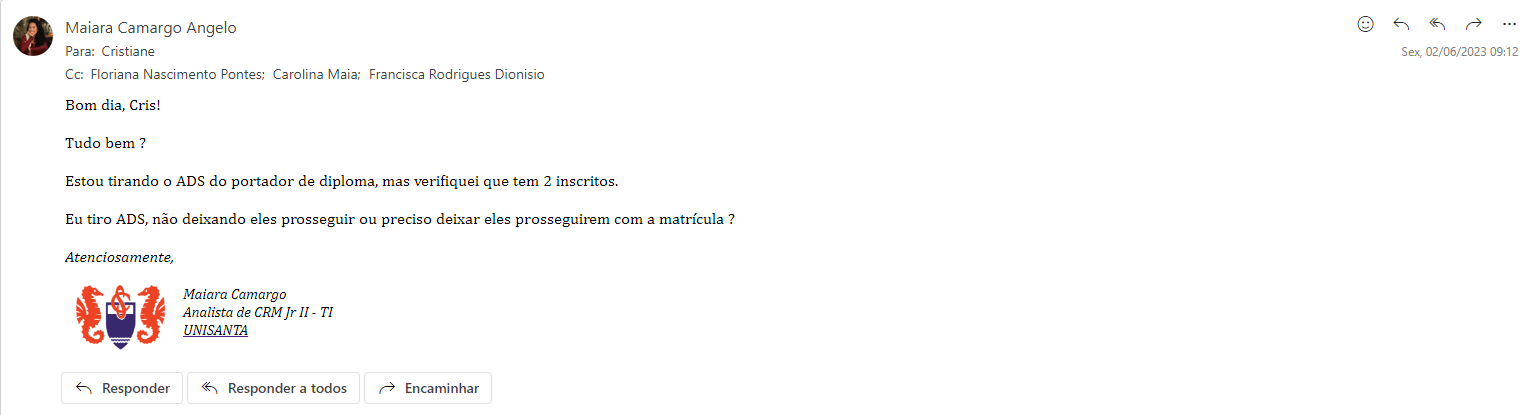 Maiara Camargo Angelo
Para: Cristiane
Sex, 02/06/2023 09:12
Cc: Floriana Nascimento Pontes; Carolina Maia; Francisca Rodrigues Dionisio
Bom dia, Cris!
Tudo bem ?
Estou tirando o ADS do portador de diploma, mas verifiquei que tem 2 inscritos.
Eu tiro ADS, não deixando eles prosseguir ou preciso deixar eles prosseguirem com a matrícula ?
Atenciosamente,
Maiara Camargo
Analista de CRM Jr II - TI
UNISANTA
Responder
Responder a todos
Encaminhar